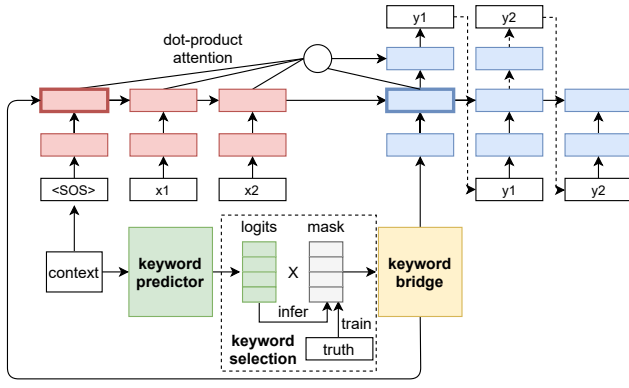 y1
y2
dot-product
attention
<SOS>
x1
x2
y1
y2
context
keyword
predictor
logits
mask
X
infer
train
keyword
selection
truth
keyword
bridge